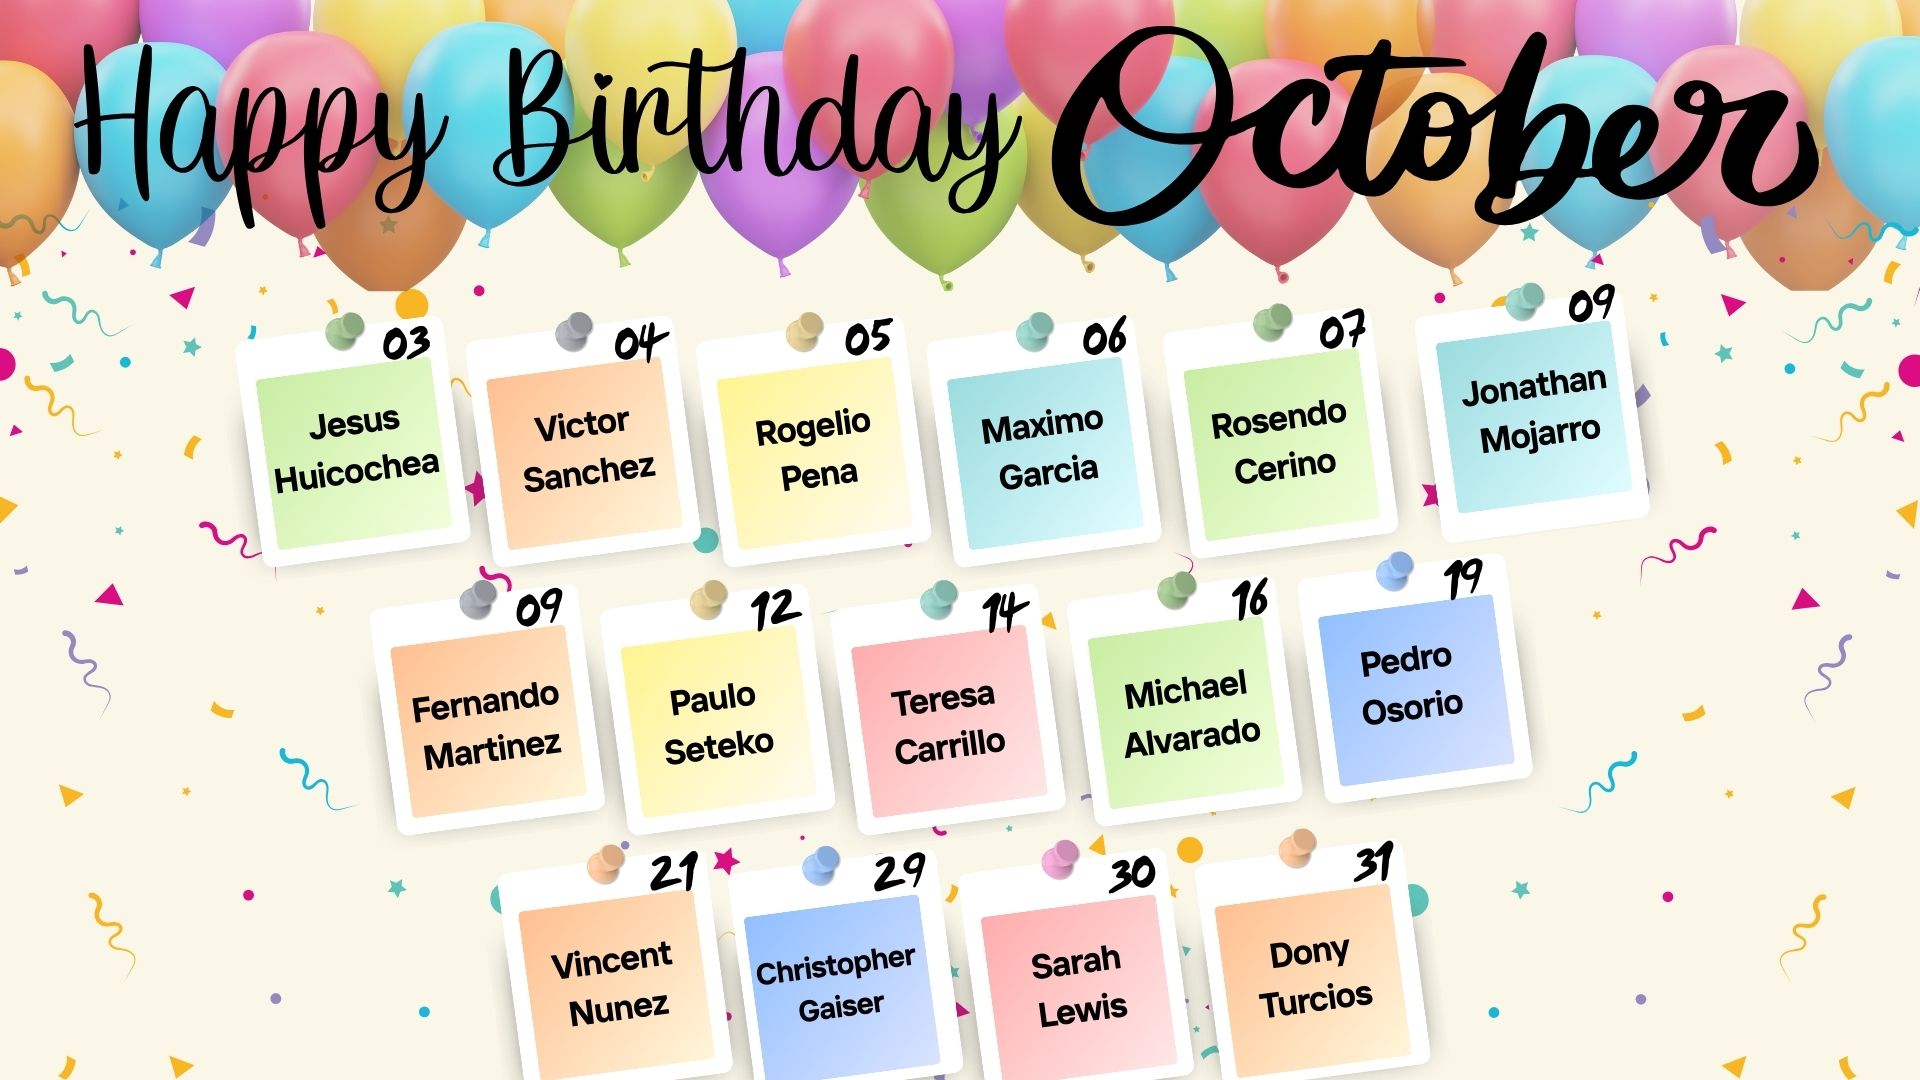 Happy Birthday October
03
Jesus
Huicochea
04
Victor
Sanchez
05
Rogelio
Pena
06
Maximo
Garcia
07
Rosendo
Cerino
09
Jonathan
Mojarro
09
Fernando
Martinez
12
Paulo
Seteko
14
Teresa
Carrillo
16
Michael
Alvarado
19
Pedro
Osorio
21
Vincent
Nunez
29
Christopher
Gaiser
30
Sarah
Lewis
31
Dony
Turcios